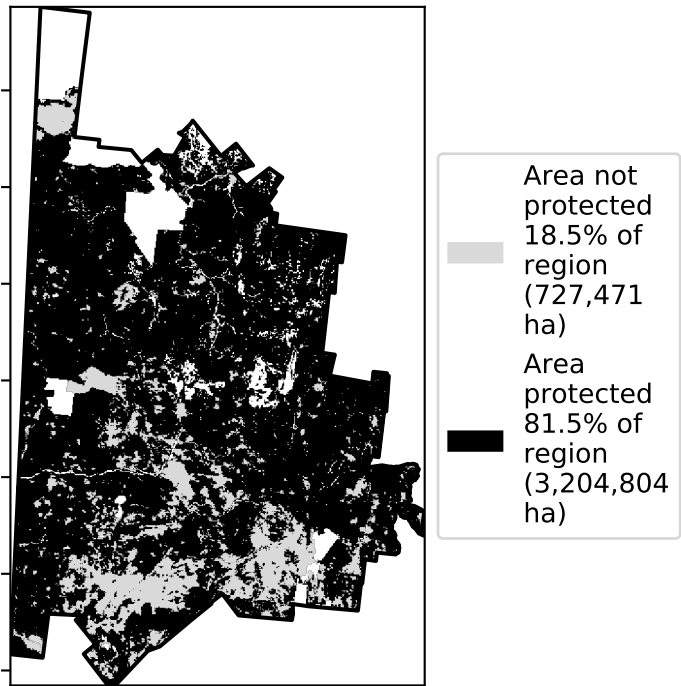 Area not
protected
18.5% of
region
(727,471
ha)
Area
protected
81.5% of
region
(3,204,804
ha)